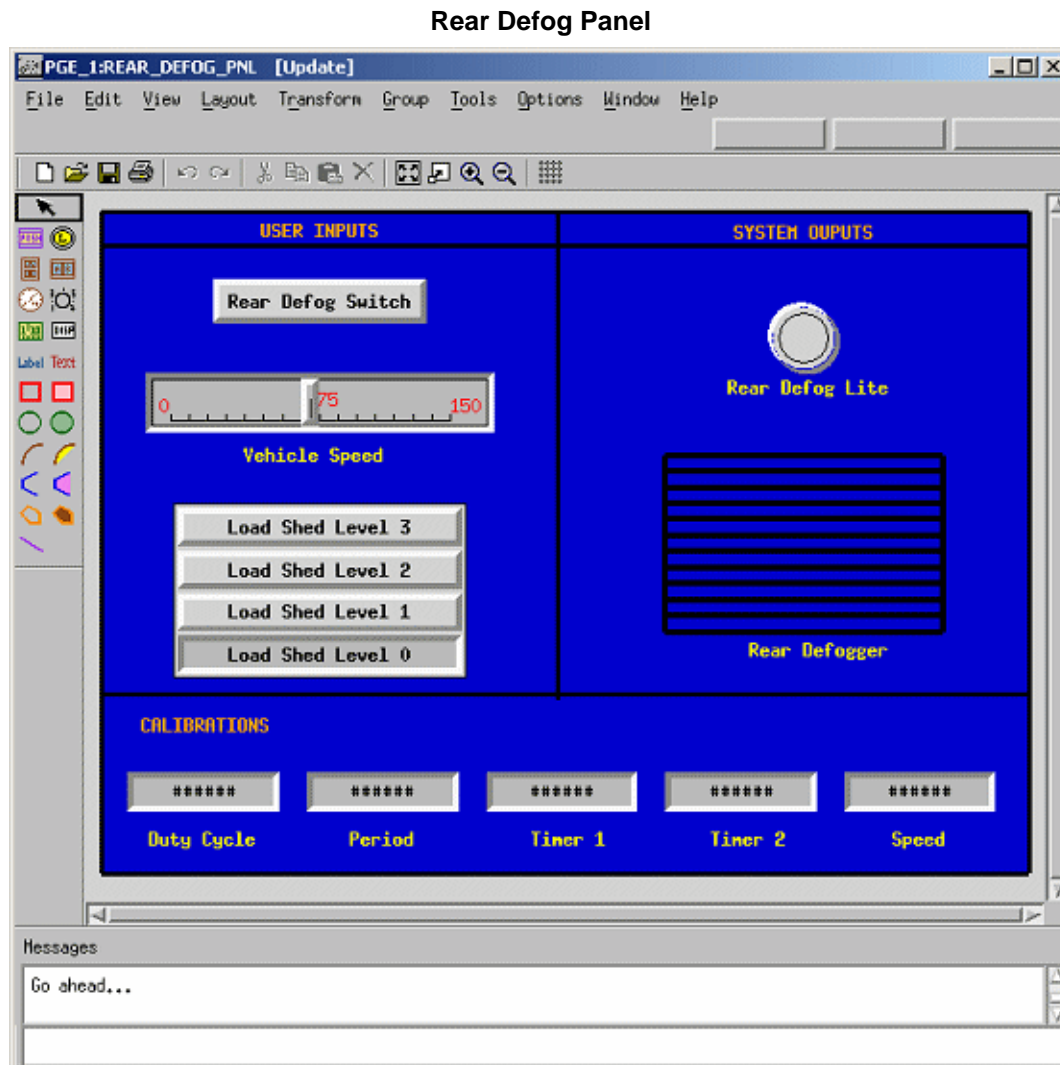 Rear Defog Panel
PGE_1:REAR_DEFOG_PNL [Update]
File Edit View Layout Transform Group Tools Options Window Help
USER INPUTS
SYSTEM OUPUTS
Rear Defog Switch
Label Text
0 75 150
Rear Defog Lite
Vehicle Speed
Load Shed Level 3
Load Shed Level 2
Load Shed Level 1
Load Shed Level 0
Rear Defogger
CALIBRATIONS
###### ###### ###### ###### ######
Duty Cycle Period Timer 1 Timer 2 Speed
Messages
Go ahead...